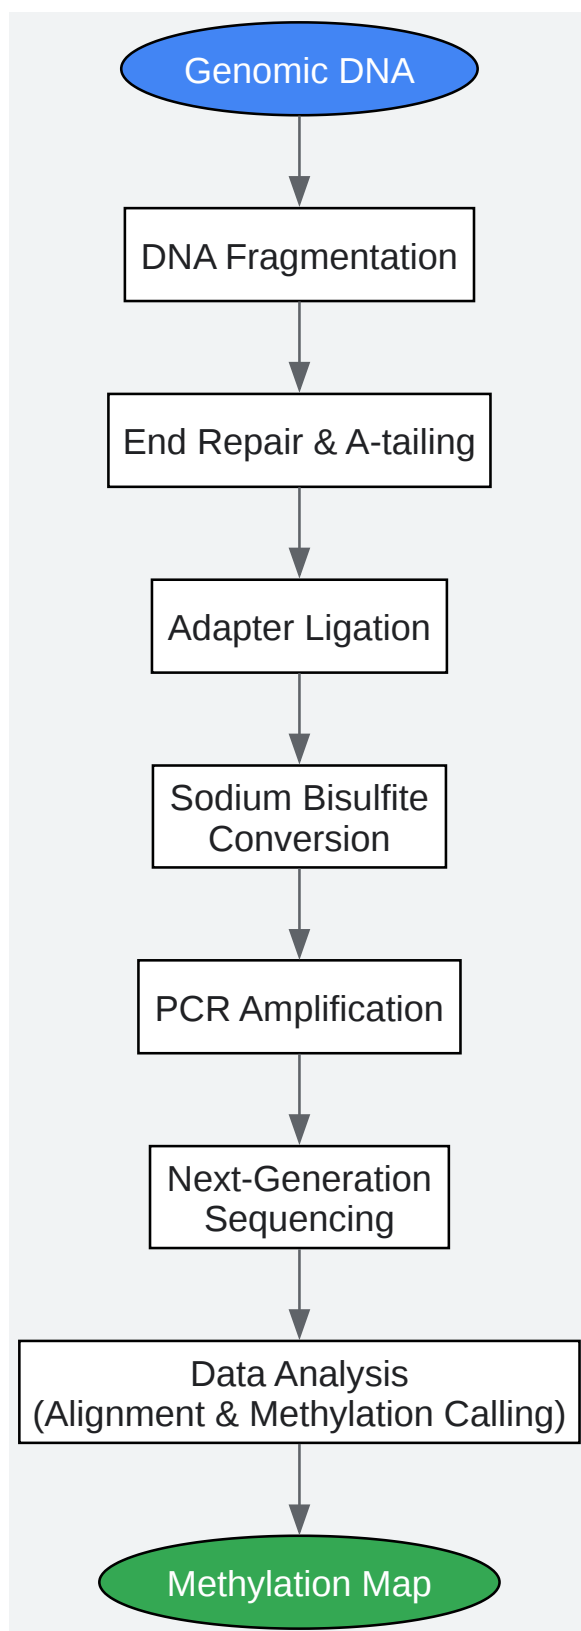 Genomic DNA
DNA Fragmentation
End Repair & A-tailing
Adapter Ligation
Sodium Bisulfite
Conversion
PCR Amplification
Next-Generation
Sequencing
Data Analysis
(Alignment & Methylation Calling)
Methylation Map